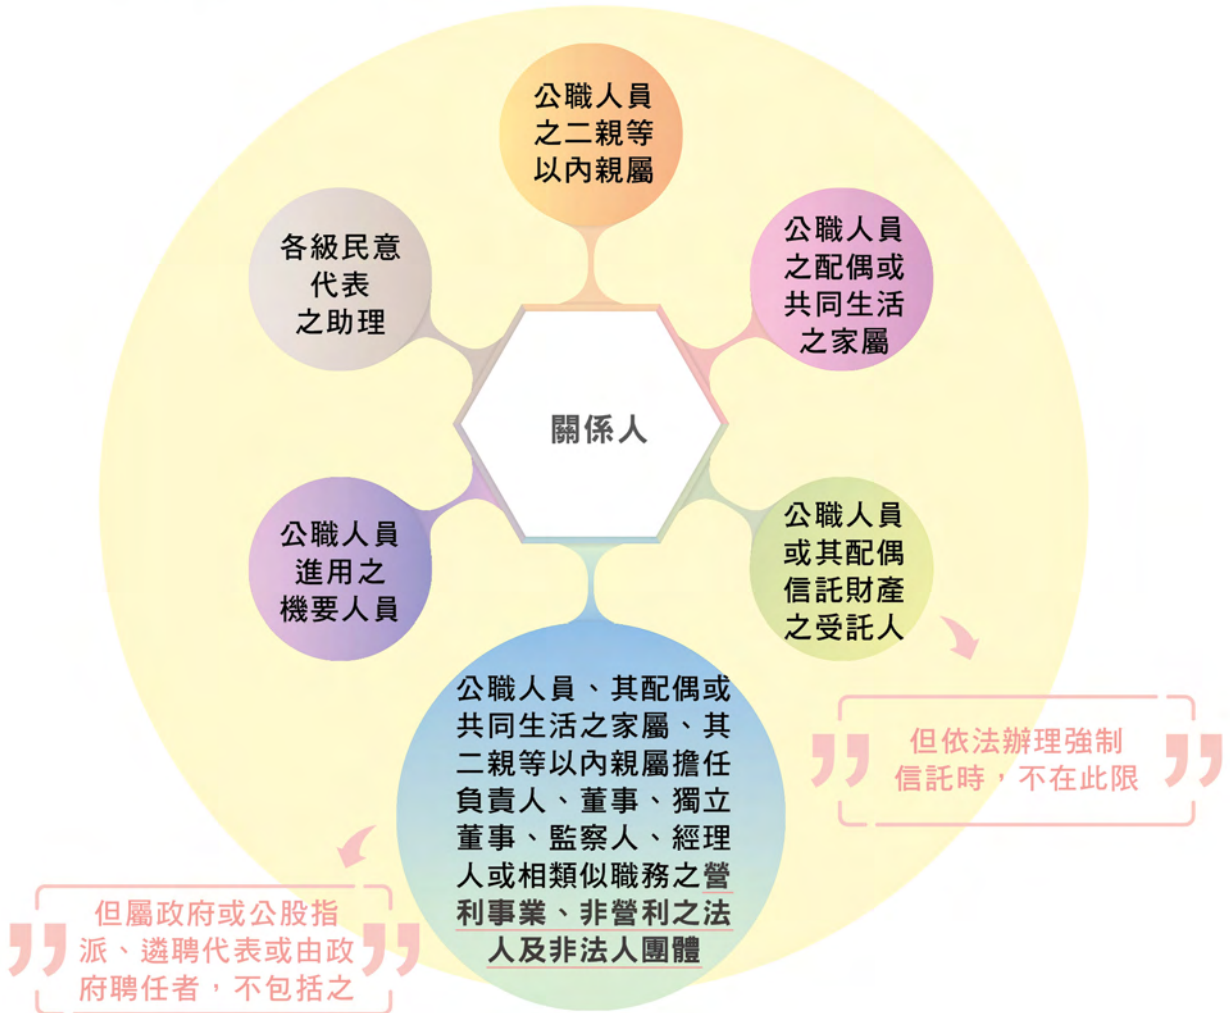 公職人員
之二親等
以內親屬
公職人員
之配偶或
共同生活
之家屬
各級民意
代表
之助理
關係人
公職人員
進用之
機要人員
公職人員
或其配偶
信託財產
之受託人
公職人員、其配偶或
共同生活之家屬、其
二親等以內親屬擔任
負責人、董事、獨立
董事、監察人、經理
人或相類似職務之營
利事業、非營利之法
人及非法人團體
但依法辦理強制
信託時，不在此限
但屬政府或公股指
派、遴聘代表或由政
府聘任者，不包括之